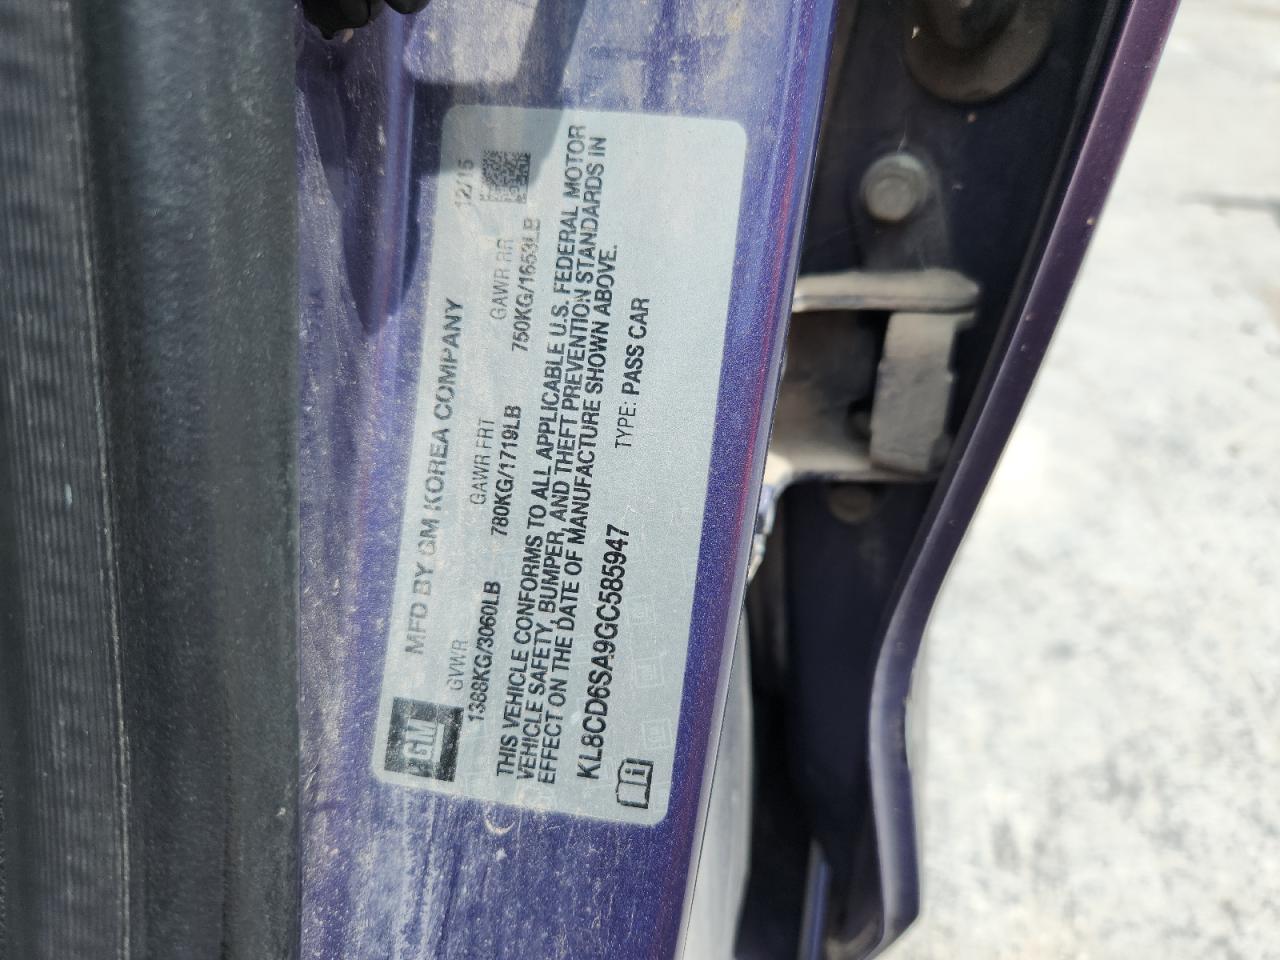 GM
MFD BY GM KOREA COMPANY 12/15
GVWR GAWR FRT GAWR RR
1388KG/3060LB 780KG/1719LB 750KG/1653LB
THIS VEHICLE CONFORMS TO ALL APPLICABLE U.S. FEDERAL MOTOR
VEHICLE SAFETY, BUMPER, AND THEFT PREVENTION STANDARDS IN
EFFECT ON THE DATE OF MANUFACTURE SHOWN ABOVE.
KL8CD6SA9GC585947 TYPE: PASS CAR